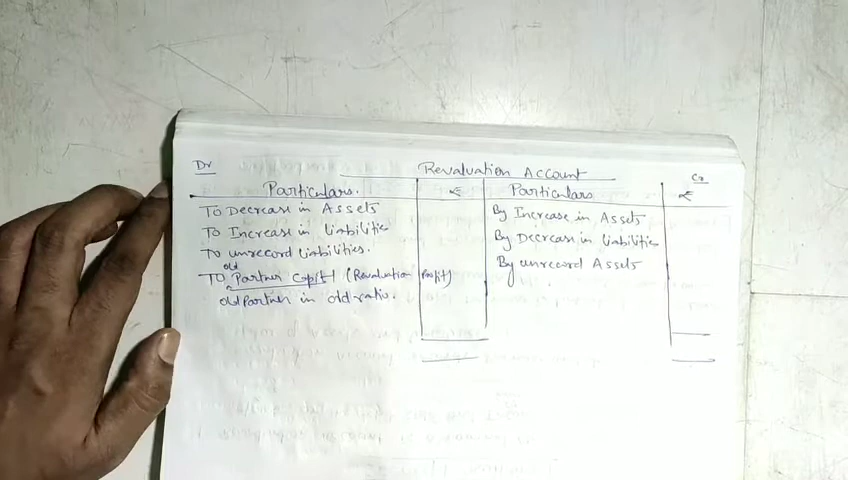 Revaluation Account
Dr
Cr
Particulars.
₹
Particulars
₹
To Decrease in Assets
To Increase in liabilities
To unrecord liabilities.
To old Partner Capital (Revaluation Profit)
old Partner in old ratio.
By Increase in Assets
By Decrease in liabilities
By unrecord Assets